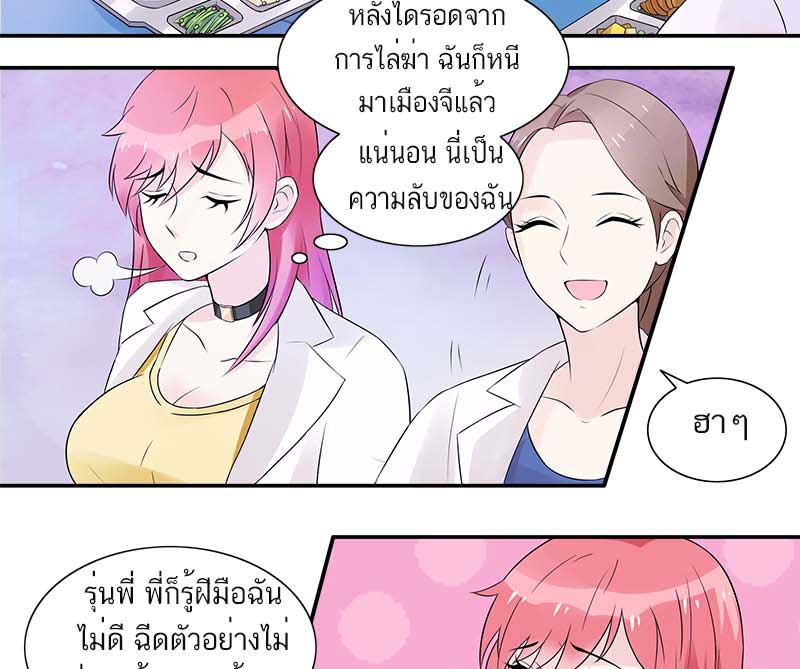 หลังได้รอดจาก
การไล่ฆ่า ฉันก็หนี
มาเมืองจีแล้ว
แน่นอน นี่เป็น
ความลับของฉัน
ฮาๆ
รุ่นพี่ พี่ก็รู้ฝีมือฉัน
ไม่ดี ฉีดตัวอย่างไม่